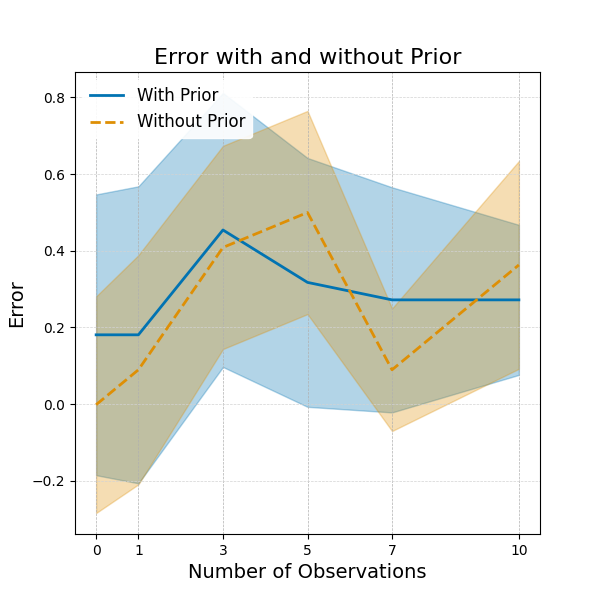 Error with and without Prior
With Prior
Without Prior
0.8
0.6
0.4
0.2
0.0
−0.2
Error
0 1 3 5 7 10
Number of Observations